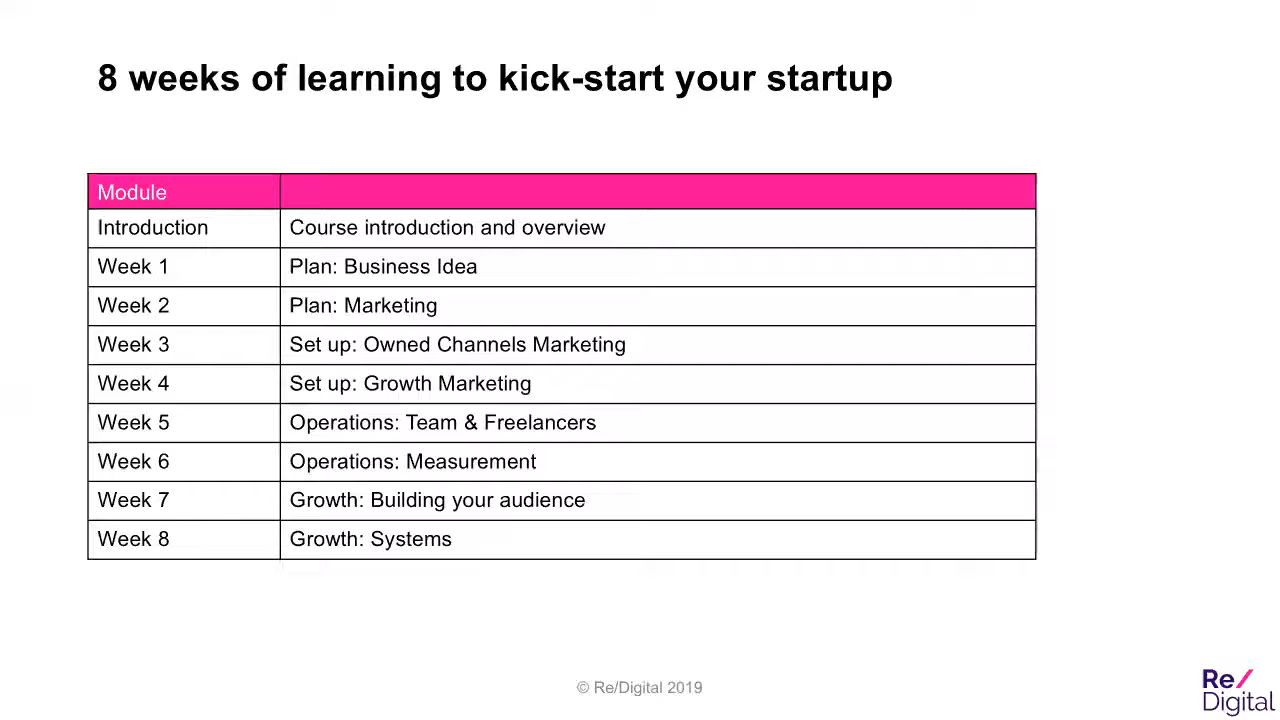 8 weeks of learning to kick-start your startup
Module
Introduction Course introduction and overview
Week 1 Plan: Business Idea
Week 2 Plan: Marketing
Week 3 Set up: Owned Channels Marketing
Week 4 Set up: Growth Marketing
Week 5 Operations: Team & Freelancers
Week 6 Operations: Measurement
Week 7 Growth: Building your audience
Week 8 Growth: Systems
© Re/Digital 2019
Re/
Digital